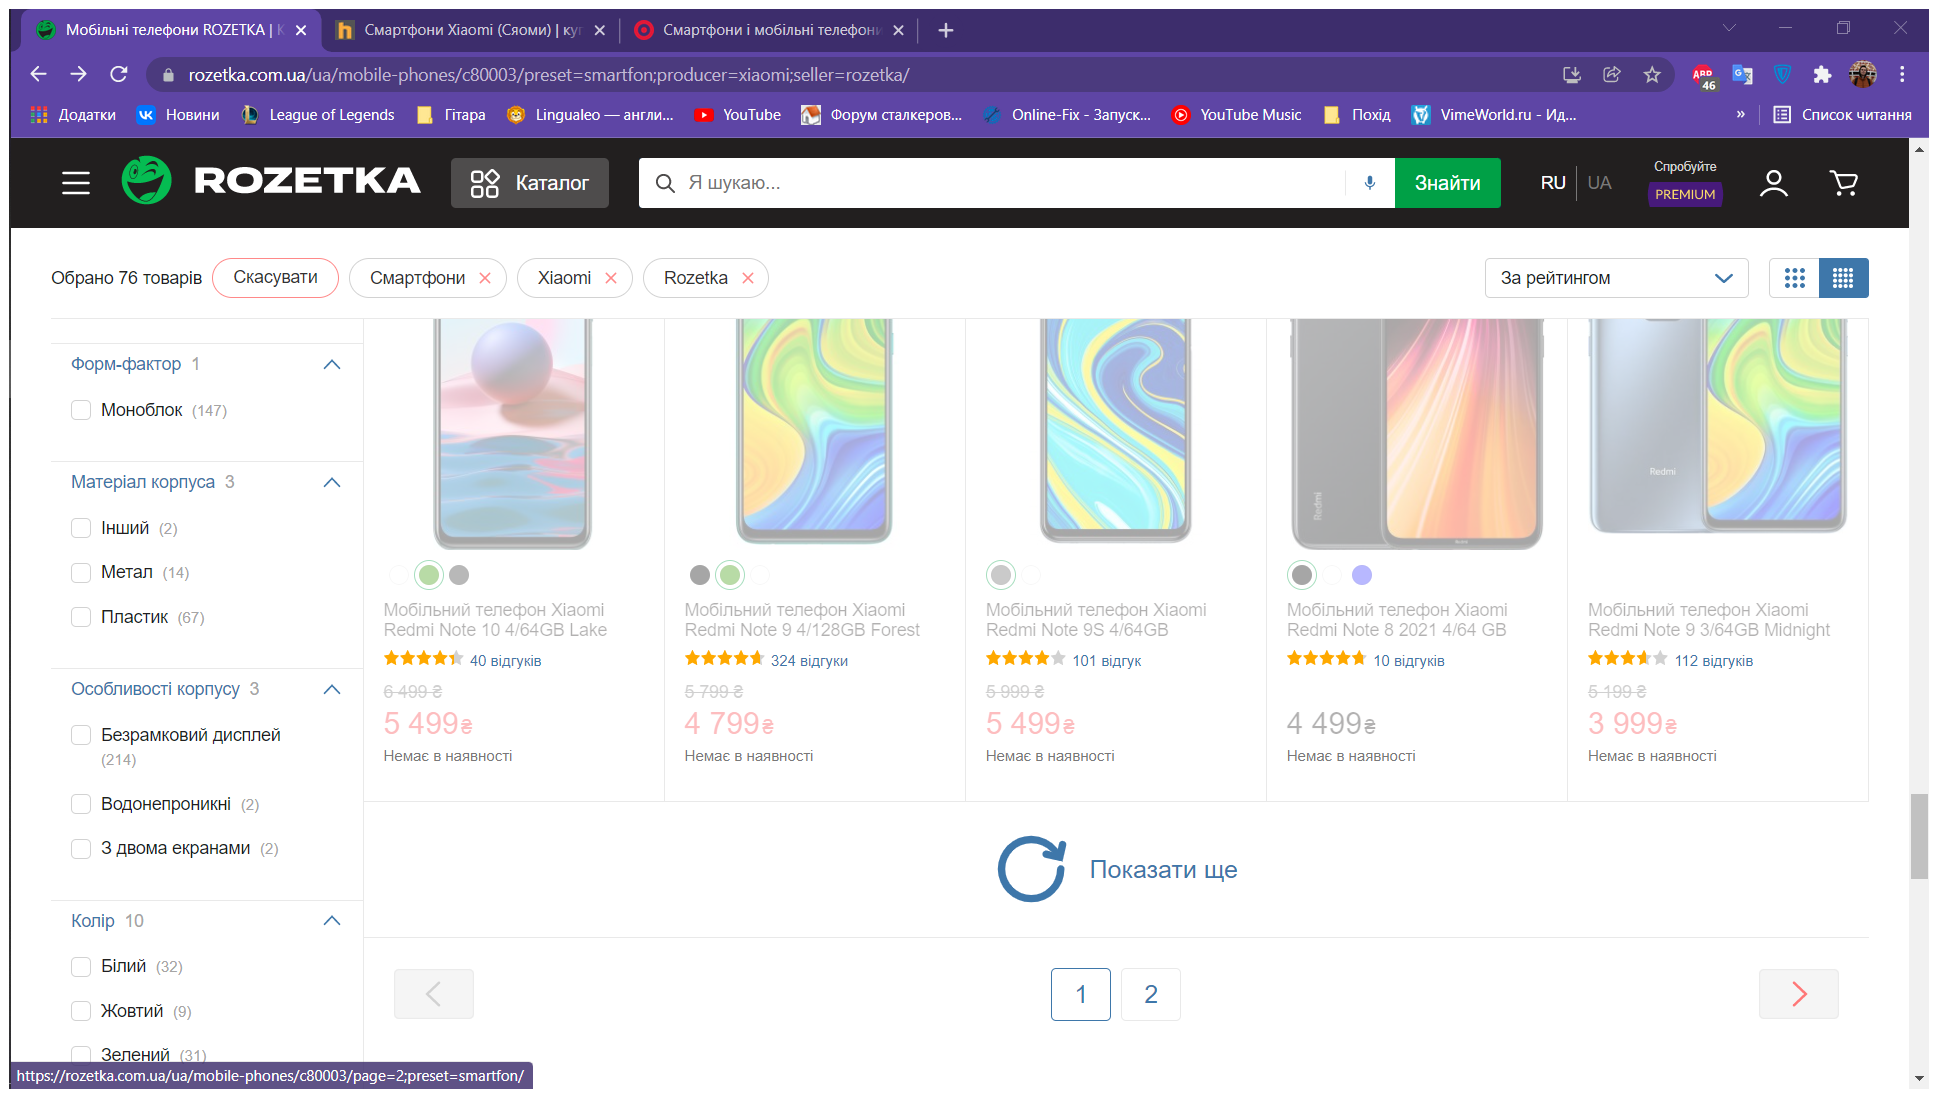 Мобільні телефони ROZETKA |
Смартфони Xiaomi (Сяоми) | куп
Смартфони і мобільні телефони
rozetka.com.ua/ua/mobile-phones/c80003/preset=smartfon;producer=xiaomi;seller=rozetka/
ABP
46
Додатки
Новини
League of Legends
Гітара
Lingualeo — англи...
YouTube
Форум сталкеров...
Online-Fix - Запуск...
YouTube Music
Похід
VimeWorld.ru - Ид...
»
Список читання
ROZETKA
Каталог
Я шукаю...
Знайти
RU
UA
Спробуйте
PREMIUM
Обрано 76 товарів
Скасувати
Смартфони
Xiaomi
Rozetka
За рейтингом
Форм-фактор 1
Моноблок (147)
Матеріал корпуса 3
Інший (2)
Метал (14)
Пластик (67)
Особливості корпусу 3
Безрамковий дисплей
(214)
Водонепроникні (2)
З двома екранами (2)
Колір 10
Білий (32)
Жовтий (9)
Зелений (31)
Мобільний телефон Xiaomi
Redmi Note 10 4/64GB Lake
40 відгуків
6 499 ₴
5 499₴
Немає в наявності
Мобільний телефон Xiaomi
Redmi Note 9 4/128GB Forest
324 відгуки
5 799 ₴
4 799₴
Немає в наявності
Мобільний телефон Xiaomi
Redmi Note 9S 4/64GB
101 відгук
5 999 ₴
5 499₴
Немає в наявності
Redmi
Мобільний телефон Xiaomi
Redmi Note 8 2021 4/64 GB
10 відгуків
4 499₴
Немає в наявності
Redmi
Мобільний телефон Xiaomi
Redmi Note 9 3/64GB Midnight
112 відгуків
5 199 ₴
3 999₴
Немає в наявності
Показати ще
1
2
https://rozetka.com.ua/ua/mobile-phones/c80003/page=2;preset=smartfon/